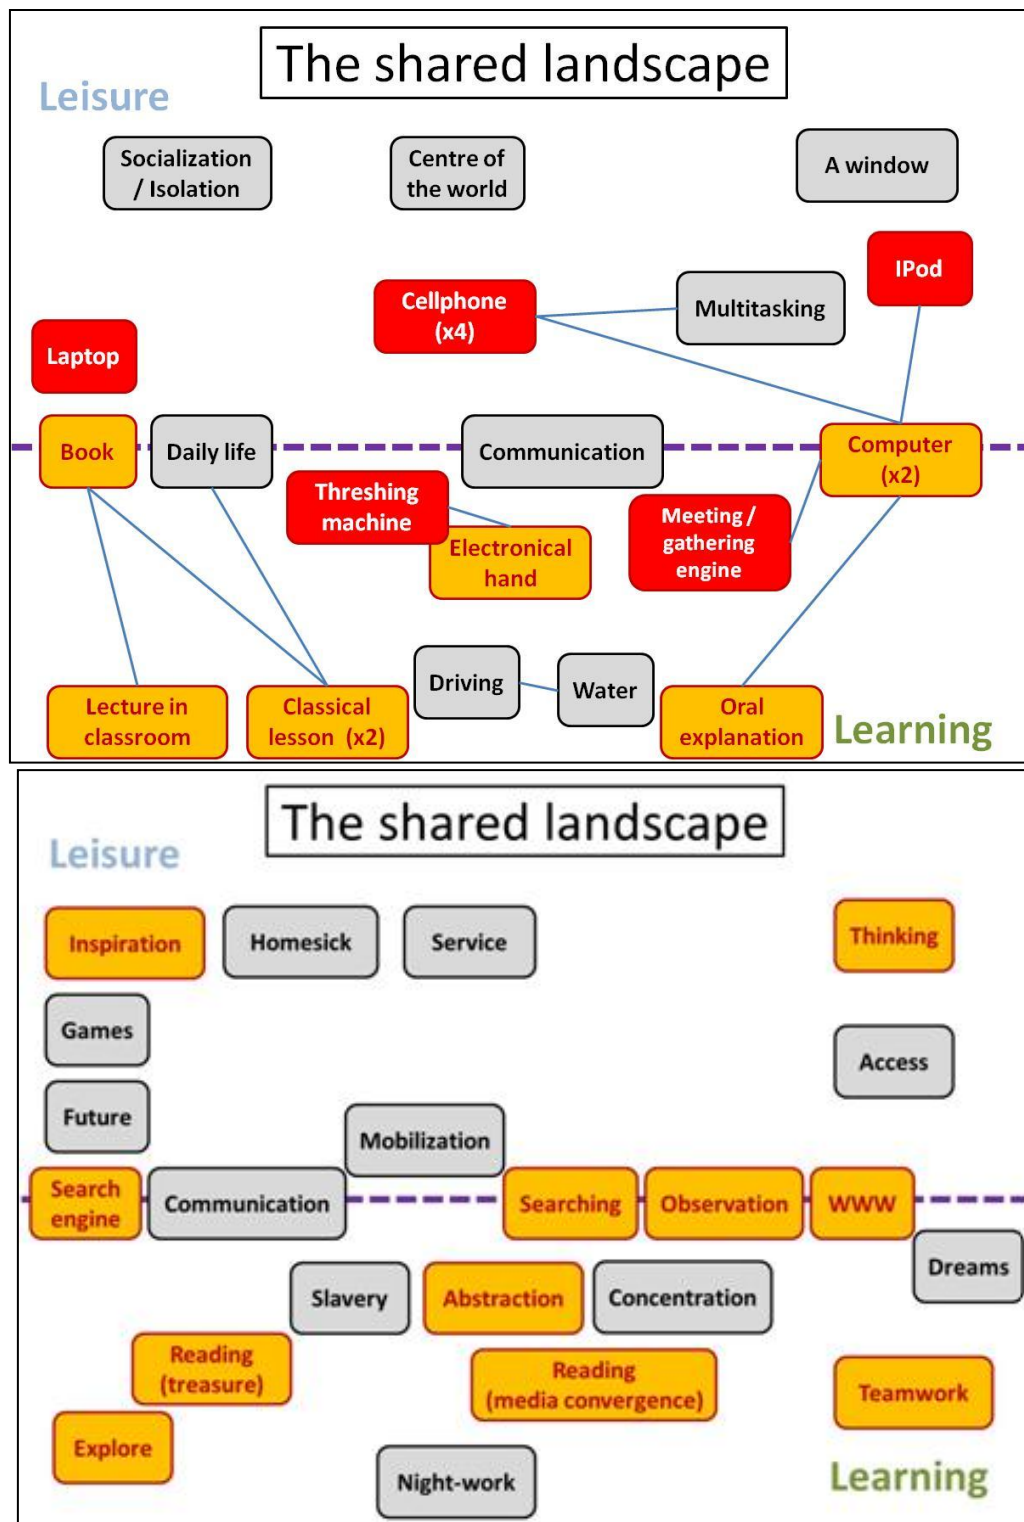 The shared landscape
Leisure
Socialization
/ Isolation
Centre of
the world
A window
IPod
Cellphone
(x4)
Multitasking
Laptop
Book
Daily life
Communication
Computer
(x2)
Threshing
machine
Meeting /
gathering
engine
Electronical
hand
Driving
Water
Lecture in
classroom
Classical
lesson (x2)
Oral
explanation
Learning
The shared landscape
Leisure
Inspiration
Homesick
Service
Thinking
Games
Access
Future
Mobilization
Search
engine
Communication
Searching
Observation
WWW
Dreams
Slavery
Abstraction
Concentration
Reading
(treasure)
Reading
(media convergence)
Teamwork
Explore
Night-work
Learning